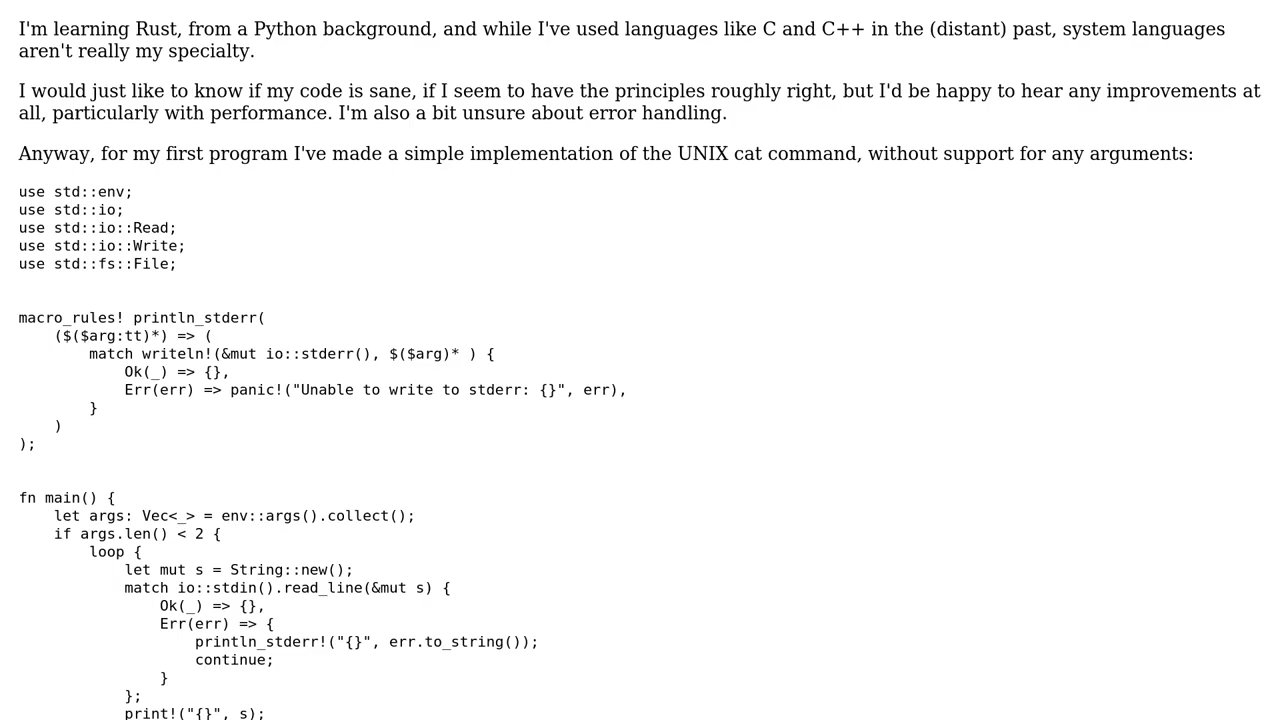 I'm learning Rust, from a Python background, and while I've used languages like C and C++ in the (distant) past, system languages
aren't really my specialty.
I would just like to know if my code is sane, if I seem to have the principles roughly right, but I'd be happy to hear any improvements at
all, particularly with performance. I'm also a bit unsure about error handling.
Anyway, for my first program I've made a simple implementation of the UNIX cat command, without support for any arguments:
use std::env;
use std::io;
use std::io::Read;
use std::io::Write;
use std::fs::File;
macro_rules! println_stderr(
    ($($arg:tt)*) => (
        match writeln!(&mut io::stderr(), $($arg)* ) {
            Ok(_) => {},
            Err(err) => panic!("Unable to write to stderr: {}", err),
        }
    )
);
fn main() {
    let args: Vec<_> = env::args().collect();
    if args.len() < 2 {
        loop {
            let mut s = String::new();
            match io::stdin().read_line(&mut s) {
                Ok(_) => {},
                Err(err) => {
                    println_stderr!("{}", err.to_string());
                    continue;
                }
            };
            print!("{}", s);